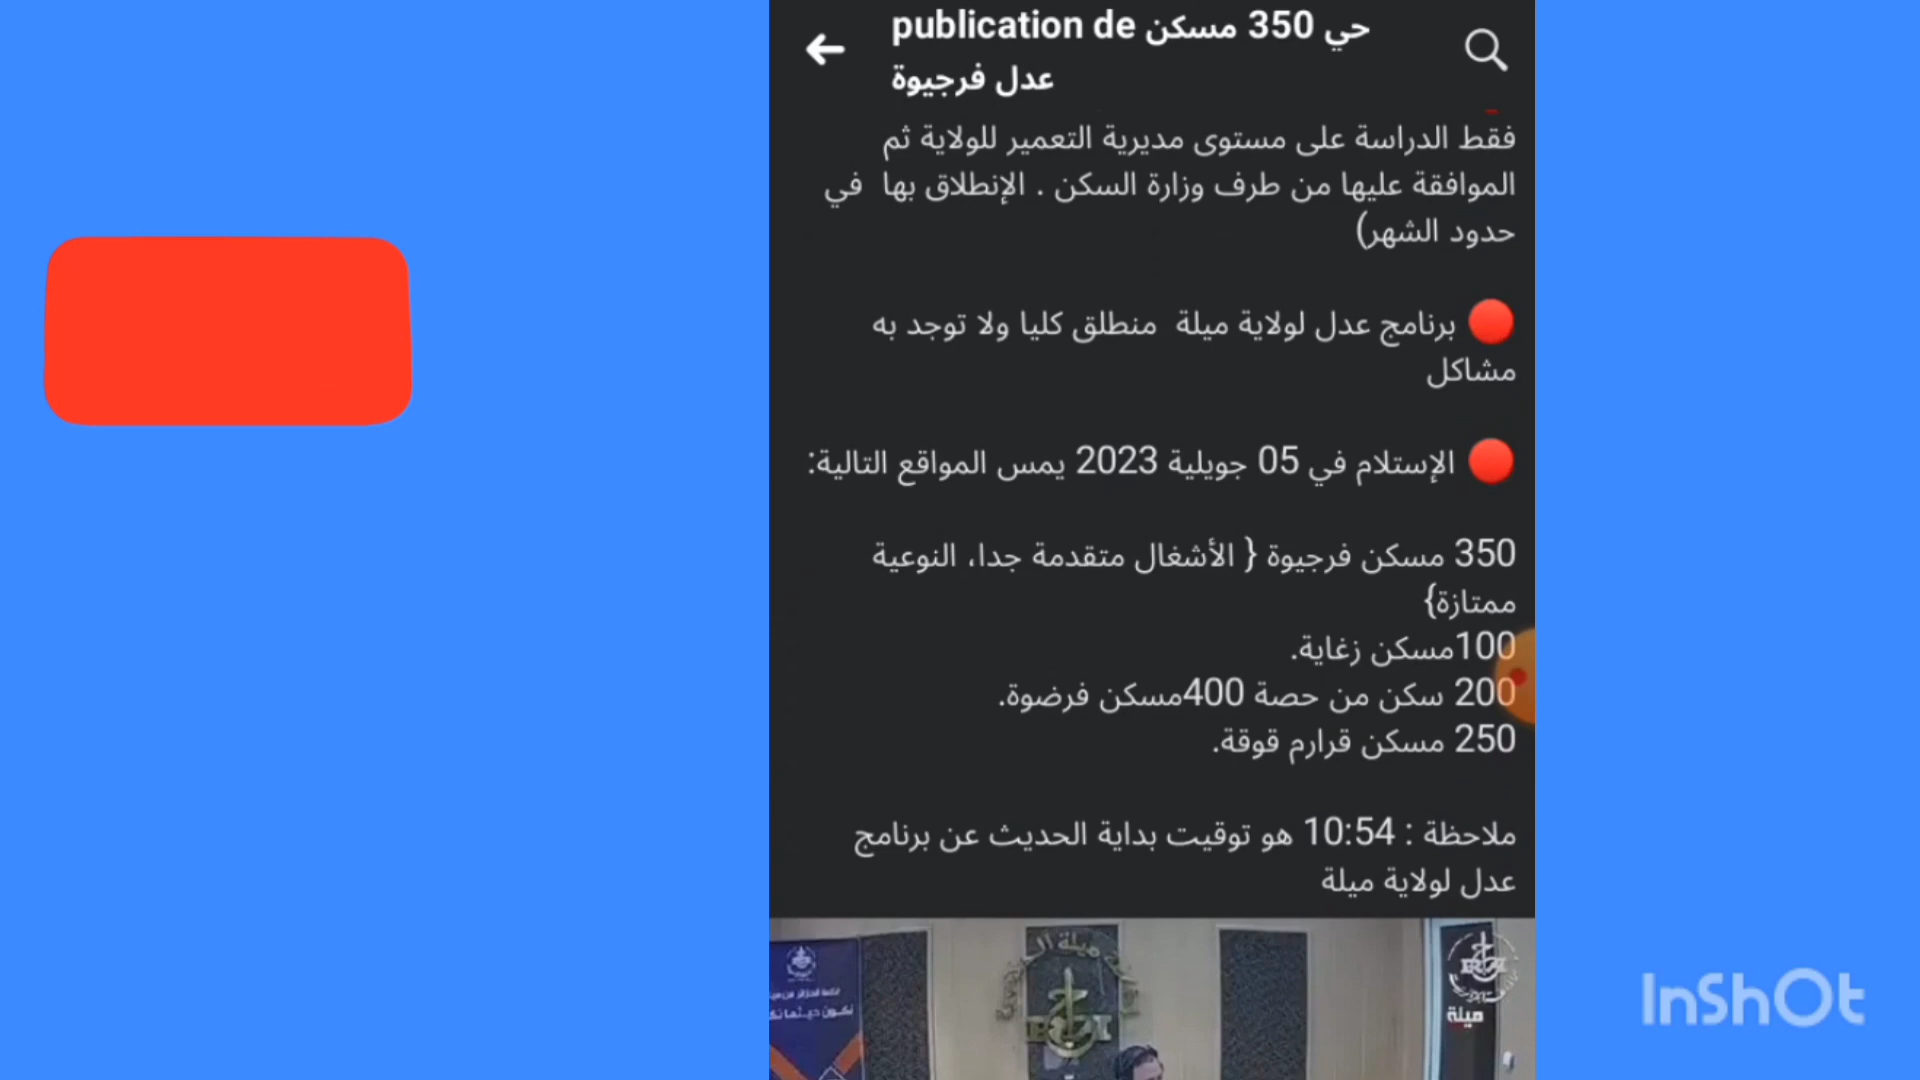 publication de حي 350 مسكن
عدل فرجيوة
فقط الدراسة على مستوى مديرية التعمير للولاية ثم
الموافقة عليها من طرف وزارة السكن . الإنطلاق بها في
حدود الشهر)
🔴 برنامج عدل لولاية ميلة منطلق كليا ولا توجد به
مشاكل
🔴 الإستلام في 05 جويلية 2023 يمس المواقع التالية:
350 مسكن فرجيوة { الأشغال متقدمة جدا، النوعية
ممتازة}
100مسكن زغاية.
200 سكن من حصة 400مسكن فرضوة.
250 مسكن قرارم قوقة.
ملاحظة : 10:54 هو توقيت بداية الحديث عن برنامج
عدل لولاية ميلة
ميلة
InShOt